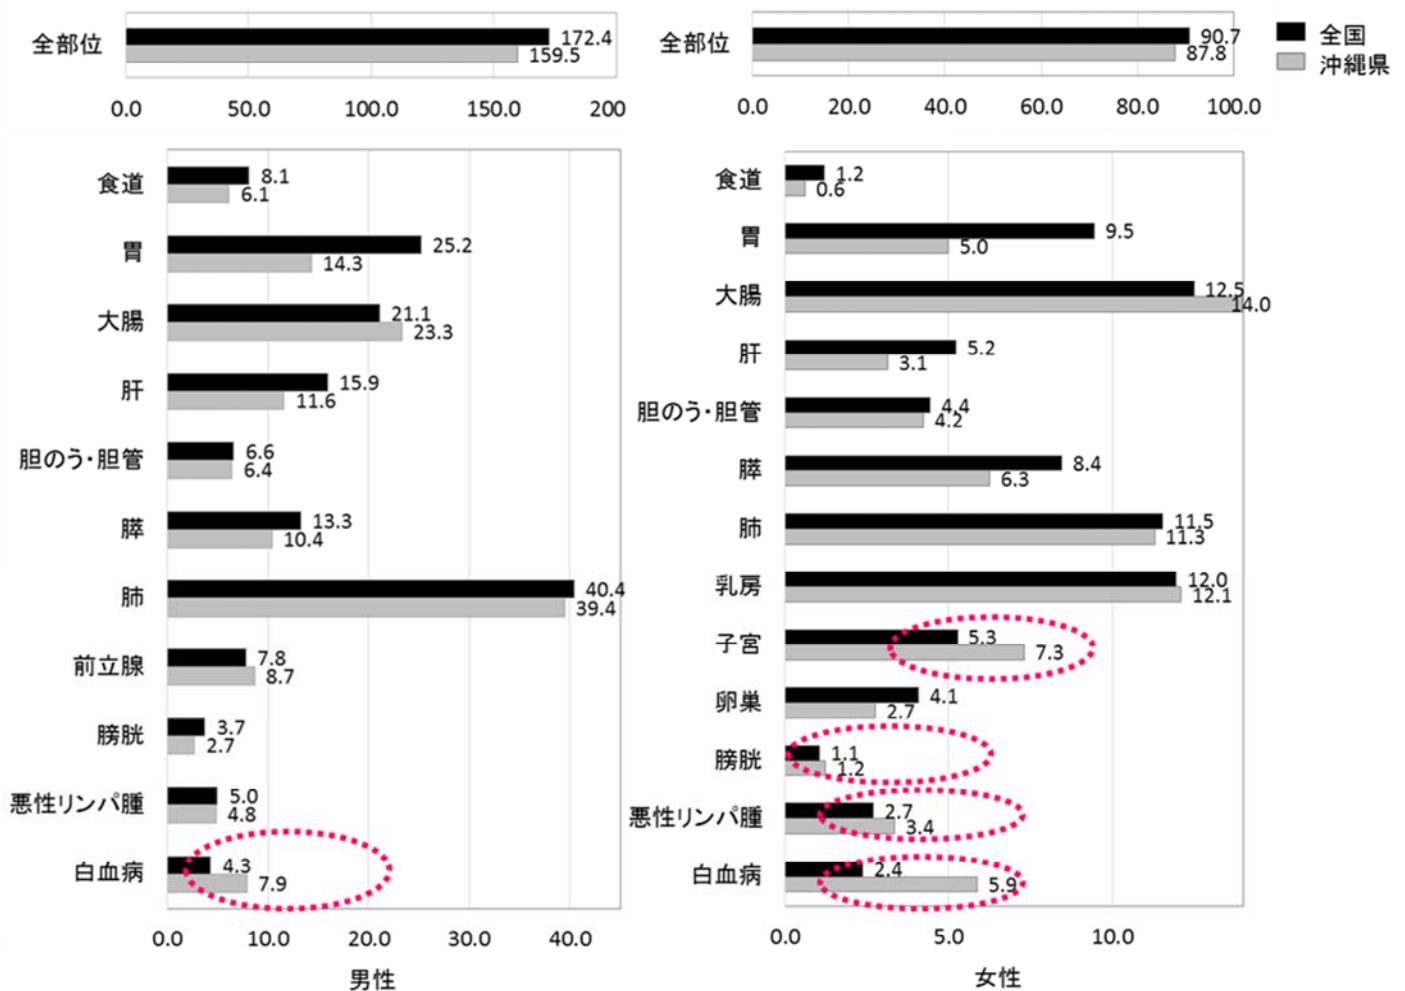 全部位
172.4
159.5
0.0 50.0 100.0 150.0 200
全部位
90.7
87.8
0.0 20.0 40.0 60.0 80.0 100.0
全国
沖縄県
食道
8.1
6.1
胃
25.2
14.3
大腸
21.1
23.3
肝
15.9
11.6
胆のう・胆管
6.6
6.4
膵
13.3
10.4
肺
40.4
39.4
前立腺
7.8
8.7
膀胱
3.7
2.7
悪性リンパ腫
5.0
4.8
白血病
4.3
7.9
0.0 10.0 20.0 30.0 40.0
男性
食道
1.2
0.6
胃
9.5
5.0
大腸
12.5
14.0
肝
5.2
3.1
胆のう・胆管
4.4
4.2
膵
8.4
6.3
肺
11.5
11.3
乳房
12.0
12.1
子宮
5.3
7.3
卵巣
4.1
2.7
膀胱
1.1
1.2
悪性リンパ腫
2.7
3.4
白血病
2.4
5.9
0.0 5.0 10.0
女性